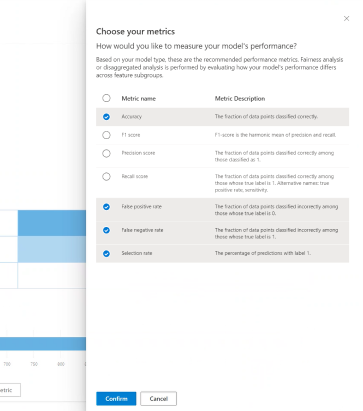 Choose your metrics
How would you like to measure your model's performance?
Based on your model type, these are the recommended performance metrics. Fairness analysis
or disaggregated analysis is performed by evaluating how your model's performance differs
across feature subgroups.
Metric name Metric Description
Accuracy The fraction of data points classified correctly.
F1 score F1-score is the harmonic mean of precision and recall.
Precision score The fraction of data points classified correctly among
those classified as 1.
Recall score The fraction of data points classified correctly among
those whose true label is 1. Alternative names: true
positive rate, sensitivity.
False positive rate The fraction of data points classified incorrectly among
those whose true label is 0.
False negative rate The fraction of data points classified incorrectly among
those whose true label is 1.
Selection rate The percentage of predictions with label 1.
700 750 800
etric
Confirm Cancel